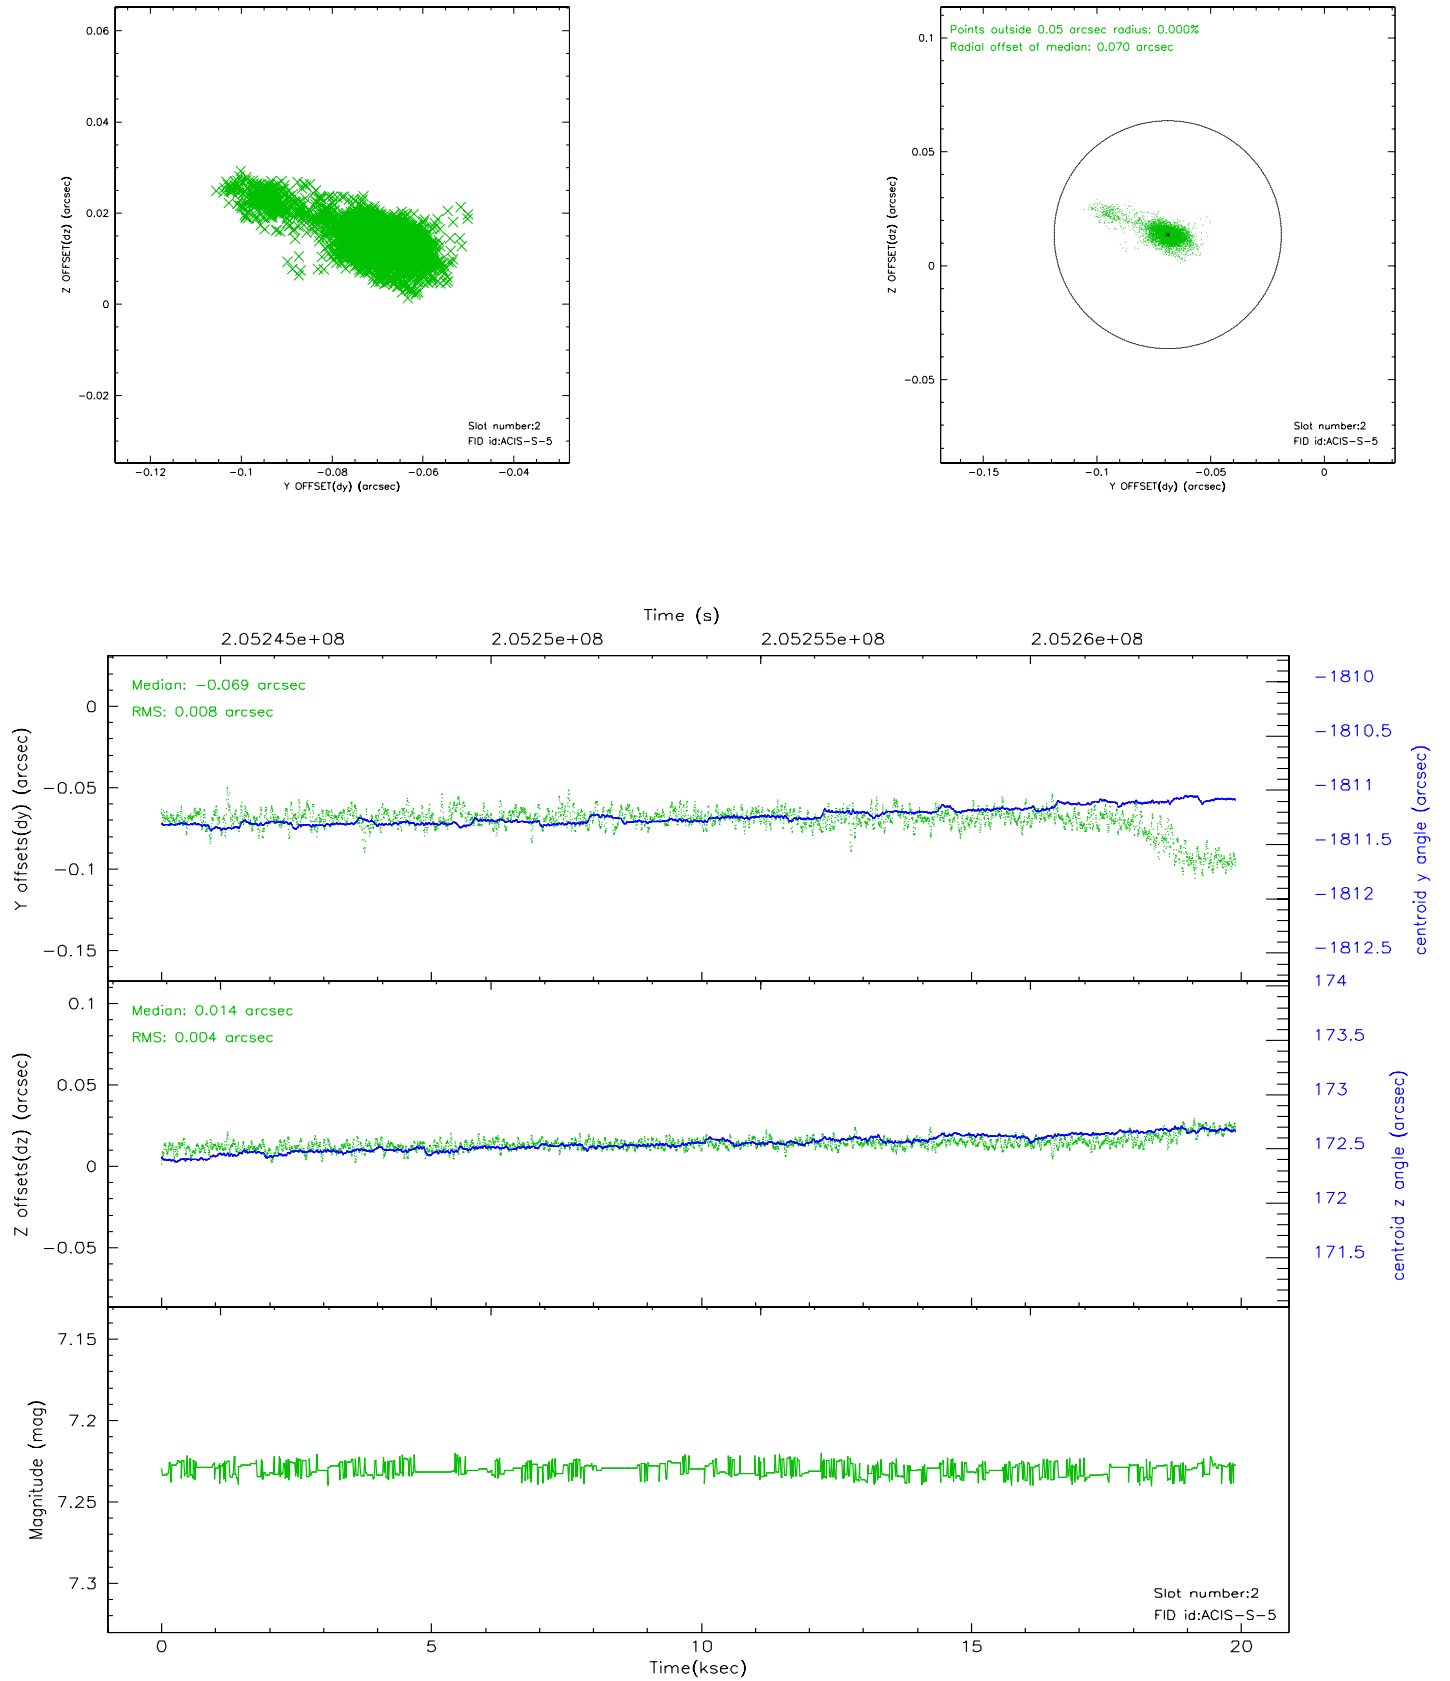 0.06
0.04
0.02
0
−0.02
Z OFFSET(dz) (arcsec)
Slot number:2
FID id:ACIS−S−5
−0.12
−0.1
−0.08
−0.06
−0.04
Y OFFSET(dy) (arcsec)
Points outside 0.05 arcsec radius: 0.000%
Radial offset of median: 0.070 arcsec
0.1
0.05
0
−0.05
Z OFFSET(dz) (arcsec)
Slot number:2
FID id:ACIS−S−5
−0.15
−0.1
−0.05
0
Y OFFSET(dy) (arcsec)
Time (s)
2.05245e+08
2.0525e+08
2.05255e+08
2.0526e+08
Median: −0.069 arcsec
RMS: 0.008 arcsec
0
−0.05
−0.1
−0.15
Y offsets(dy) (arcsec)
−1810
−1810.5
−1811
−1811.5
−1812
−1812.5
centroid y angle (arcsec)
Median: 0.014 arcsec
RMS: 0.004 arcsec
0.1
0.05
0
−0.05
Z offsets(dz) (arcsec)
174
173.5
173
172.5
172
171.5
centroid z angle (arcsec)
7.15
7.2
7.25
7.3
Magnitude (mag)
Slot number:2
FID id:ACIS−S−5
0
5
10
15
20
Time(ksec)